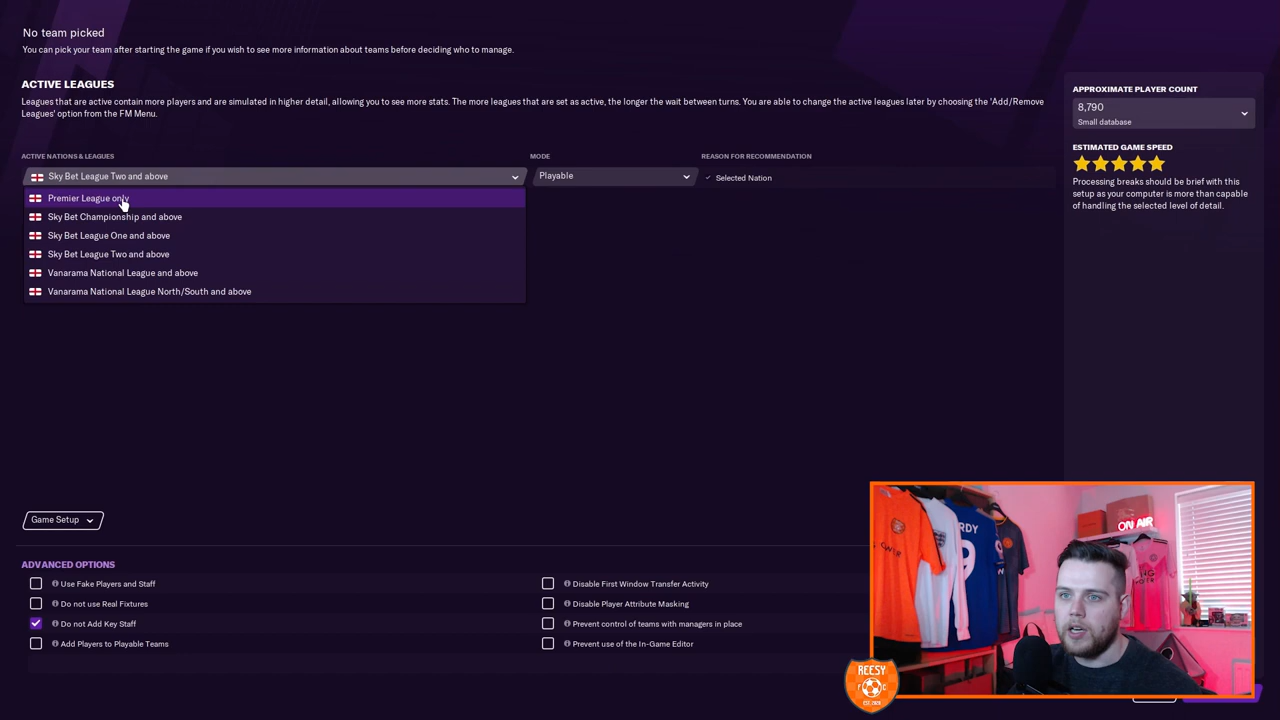 No team picked
You can pick your team after starting the game if you wish to see more information about teams before deciding who to manage.
ACTIVE LEAGUES
Leagues that are active contain more players and are simulated in higher detail, allowing you to see more stats. The more leagues that are set as active, the longer the wait between turns. You are able to change the active leagues later by choosing the 'Add/Remove
Leagues' option from the FM Menu.
ACTIVE NATIONS & LEAGUES
MODE
REASON FOR RECOMMENDATION
Sky Bet League Two and above
Playable
Selected Nation
Premier League only
Sky Bet Championship and above
Sky Bet League One and above
Sky Bet League Two and above
Vanarama National League and above
Vanarama National League North/South and above
APPROXIMATE PLAYER COUNT
8,790
Small database
ESTIMATED GAME SPEED
Processing breaks should be brief with this
setup as your computer is more than capable
of handling the selected level of detail.
Game Setup
ADVANCED OPTIONS
Use Fake Players and Staff
Do not use Real Fixtures
Do not Add Key Staff
Add Players to Playable Teams
Disable First Window Transfer Activity
Disable Player Attribute Masking
Prevent control of teams with managers in place
Prevent use of the In-Game Editor
ON AIR
RDY
9
REESY
F C
EST. 2020